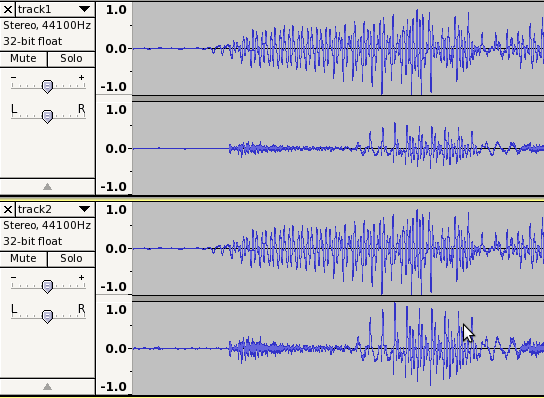 track1
Stereo, 44100Hz
32-bit float
Mute Solo
- +
L R
1.0
0.0
-1.0
1.0
0.0
-1.0
track2
Stereo, 44100Hz
32-bit float
Mute Solo
- +
L R
1.0
0.0
-1.0
1.0
0.0
-1.0